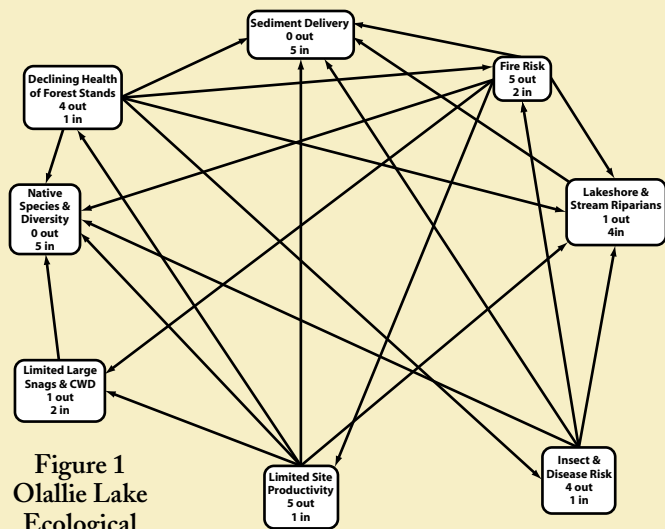 Sediment Delivery
0 out
5 in
Declining Health
of Forest Stands
4 out
1 in
Fire Risk
5 out
2 in
Native
Species &
Diversity
0 out
5 in
Lakeshore &
Stream Riparians
1 out
4in
Limited Large
Snags & CWD
1 out
2 in
Limited Site
Productivity
5 out
1 in
Insect &
Disease Risk
4 out
1 in
Figure 1
Olallie Lake
Ecological